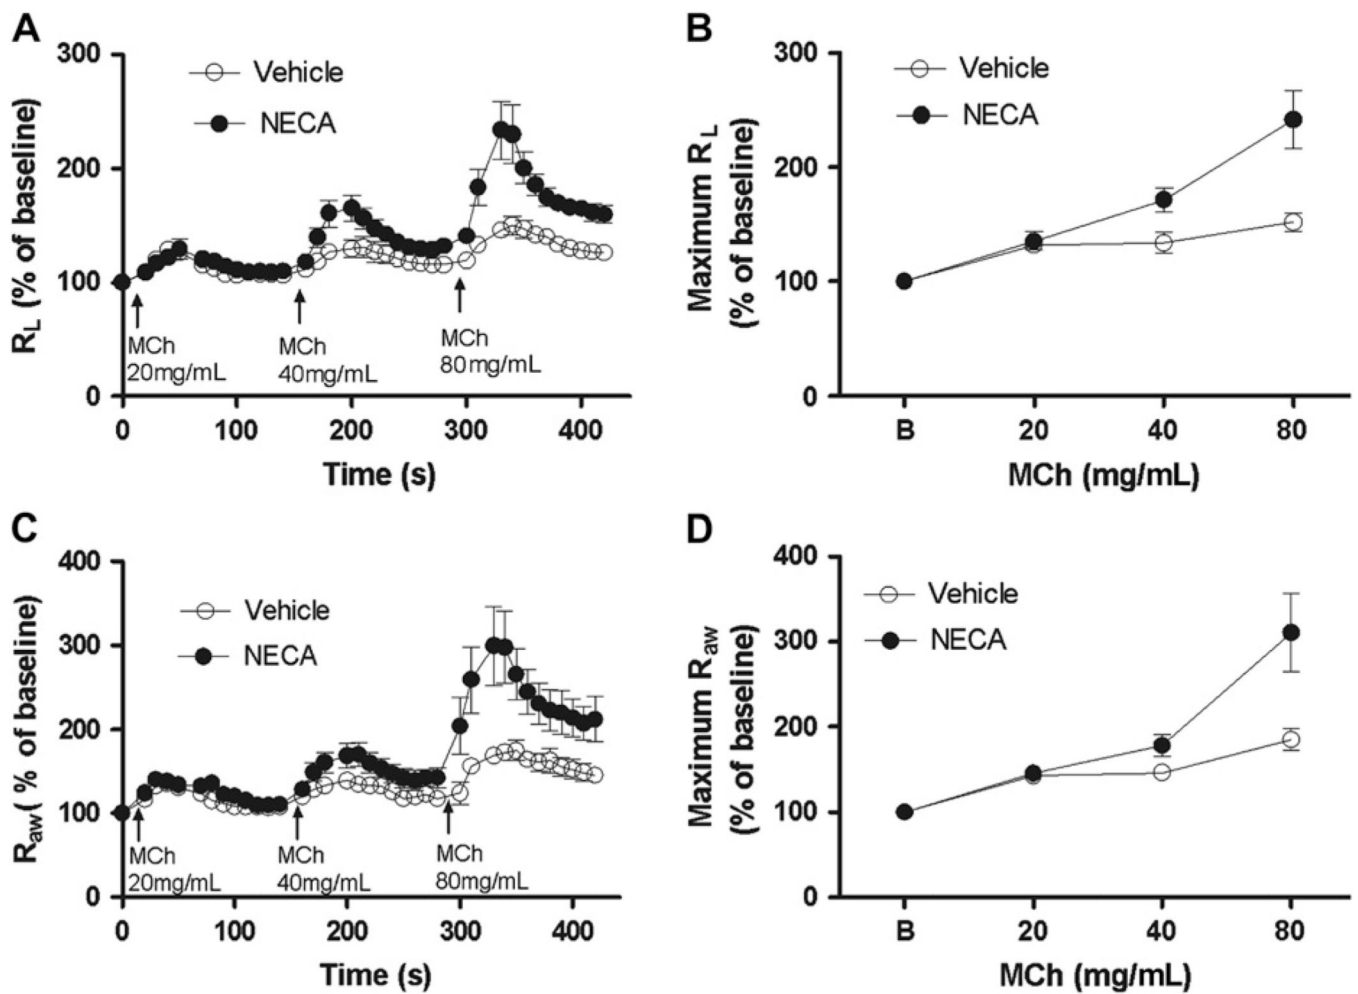 A
300
200
100
0
R_L (% of baseline)
Vehicle
NECA
MCh
20mg/mL
MCh
40mg/mL
MCh
80mg/mL
0 100 200 300 400
Time (s)
B
300
200
100
0
Maximum R_L
(% of baseline)
Vehicle
NECA
B 20 40 80
MCh (mg/mL)
C
400
300
200
100
0
R_aw( % of baseline)
Vehicle
NECA
MCh
20mg/mL
MCh
40mg/mL
MCh
80mg/mL
0 100 200 300 400
Time (s)
D
400
300
200
100
0
Maximum R_aw
(% of baseline)
Vehicle
NECA
B 20 40 80
MCh (mg/mL)